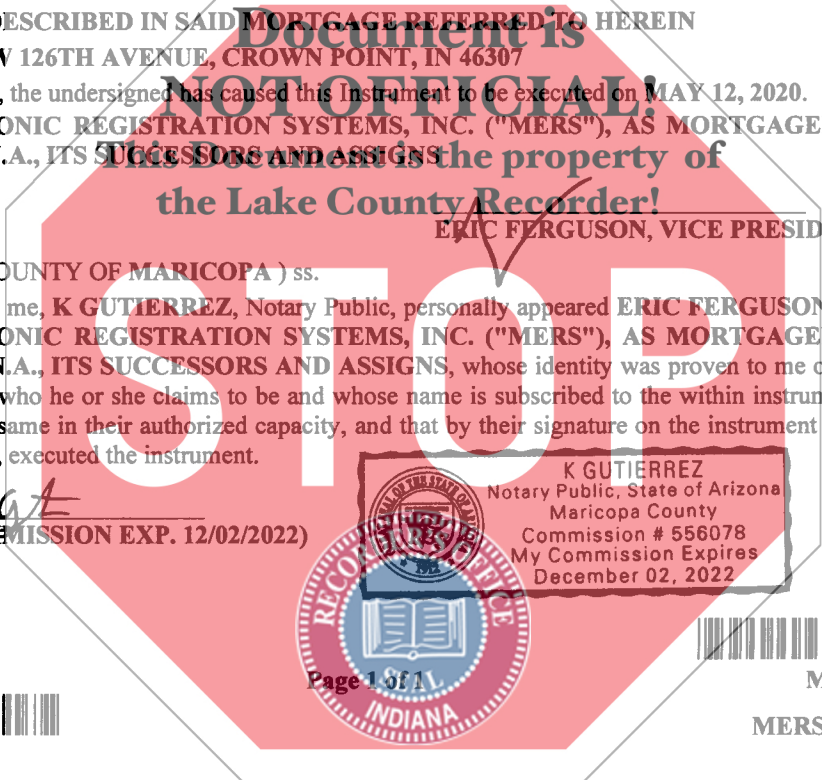 DESCRIBED IN SAID MORTGAGE REFERRED TO HEREIN
Document is
126TH AVENUE, CROWN POINT, IN 46307
NOT OFFICIAL!
, the undersigned has caused this Instrument to be executed on MAY 12, 2020.
ONIC REGISTRATION SYSTEMS, INC. ("MERS"), AS MORTGAGE
.A., ITS SUCCESSORS AND ASSIGNS
This Document is the property of
the Lake County Recorder!
ERIC FERGUSON, VICE PRESID
OUNTY OF MARICOPA ) ss.
me, K GUTIERREZ, Notary Public, personally appeared ERIC FERGUSON
ONIC REGISTRATION SYSTEMS, INC. ("MERS"), AS MORTGAGE
N.A., ITS SUCCESSORS AND ASSIGNS, whose identity was proven to me o
who he or she claims to be and whose name is subscribed to the within instrum
same in their authorized capacity, and that by their signature on the instrument
, executed the instrument.
STOP
MISSION EXP. 12/02/2022)
K GUTIERREZ
Notary Public, State of Arizona
Maricopa County
Commission # 556078
My Commission Expires
December 02, 2022
1912
RECORDER'S OFFICE
SEAL
INDIANA
Page 1 of 1
M
MERS